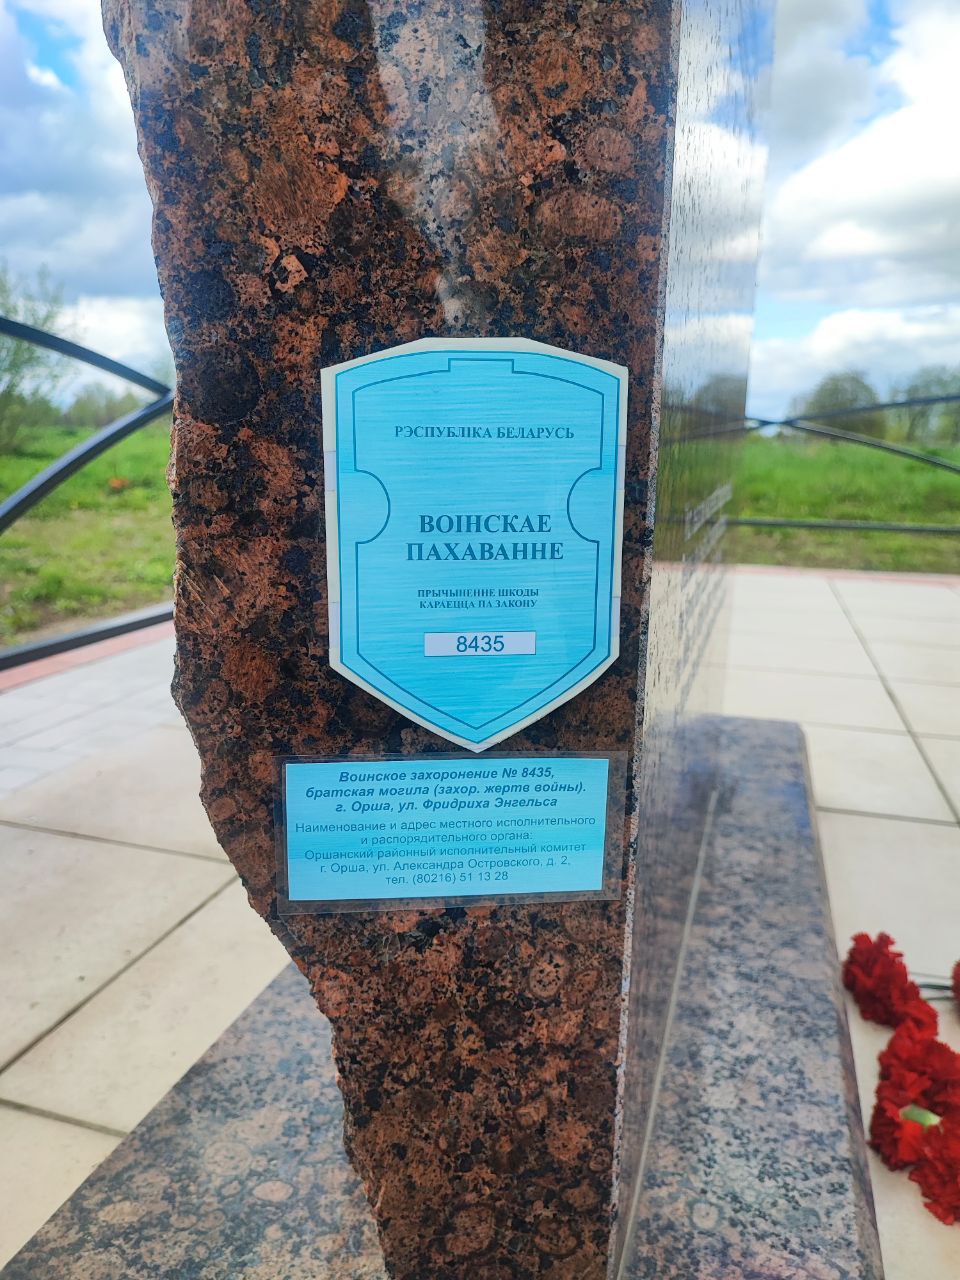 РЭСПУБЛІКА БЕЛАРУСЬ
ВОІНСКАЕ
ПАХАВАННЕ
ПРЫЧЫНЕННЕ ШКОДЫ
КАРАЕЦЦА ПА ЗАКОНУ
8435
Воинское захоронение № 8435,
братская могила (захор. жертв войны).
г. Орша, ул. Фридриха Энгельса
Наименование и адрес местного исполнительного
и распорядительного органа:
Оршанский районный исполнительный комитет
г. Орша, ул. Александра Островского, д. 2,
тел. (80216) 51 13 28